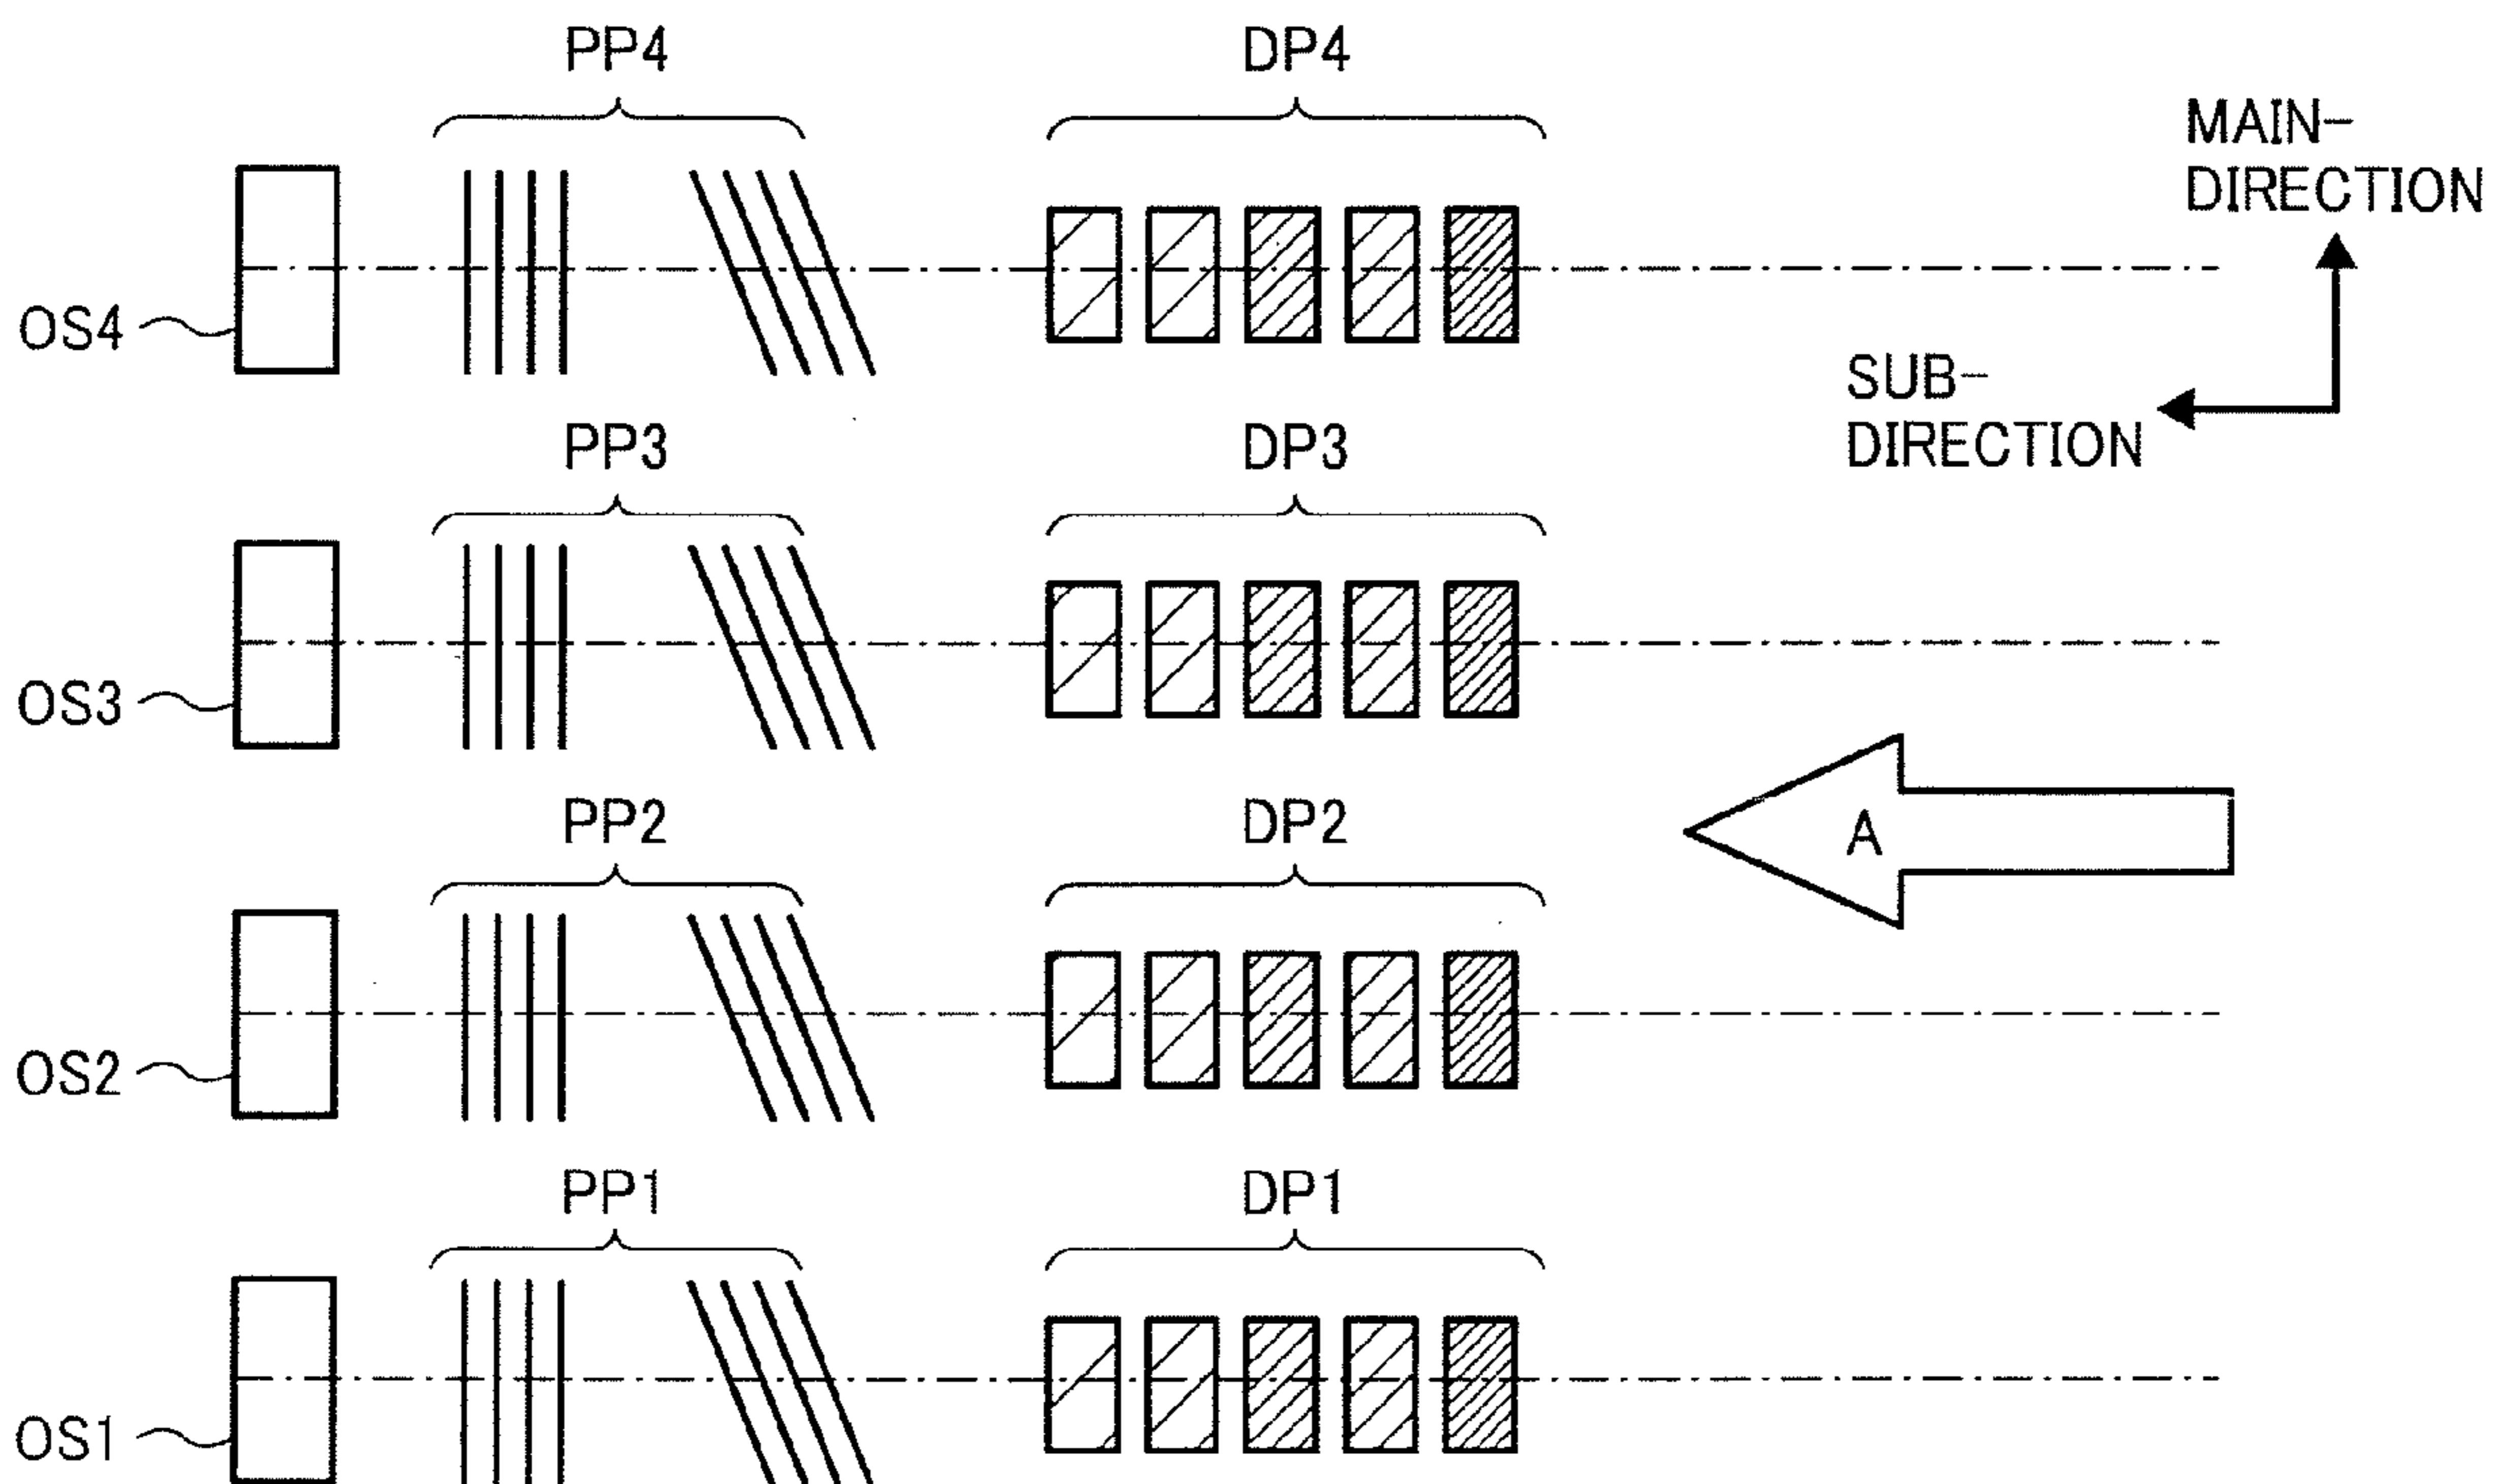 PP4
DP4
MAIN-
DIRECTION
OS4
SUB-
DIRECTION
PP3
DP3
OS3
PP2
DP2
A
OS2
PP1
DP1
OS1